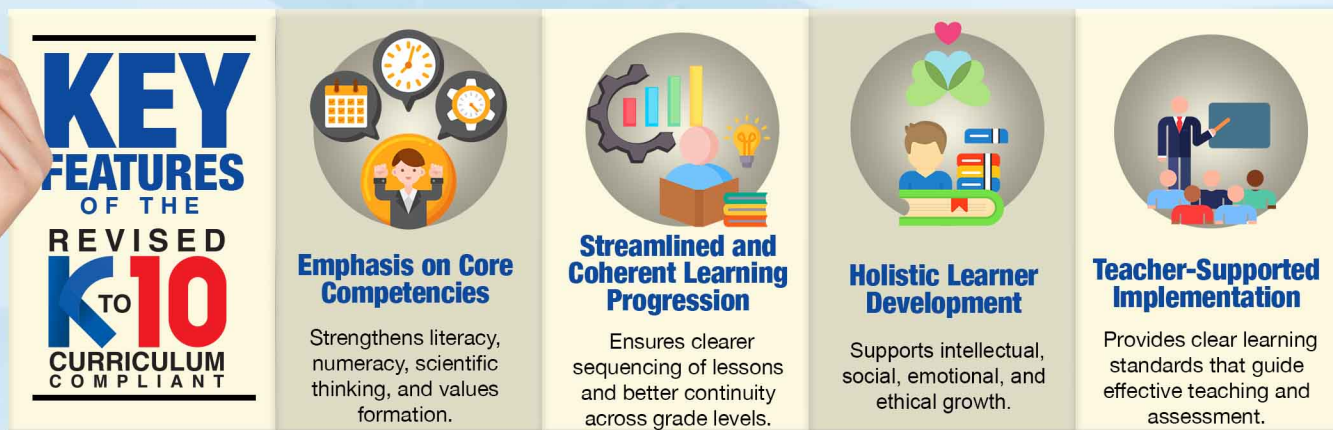 KEY
FEATURES
OF THE
REVISED
K TO 10
CURRICULUM
COMPLIANT
Emphasis on Core
Competencies
Strengthens literacy,
numeracy, scientific
thinking, and values
formation.
Streamlined and
Coherent Learning
Progression
Ensures clearer
sequencing of lessons
and better continuity
across grade levels.
Holistic Learner
Development
Supports intellectual,
social, emotional, and
ethical growth.
Teacher-Supported
Implementation
Provides clear learning
standards that guide
effective teaching and
assessment.